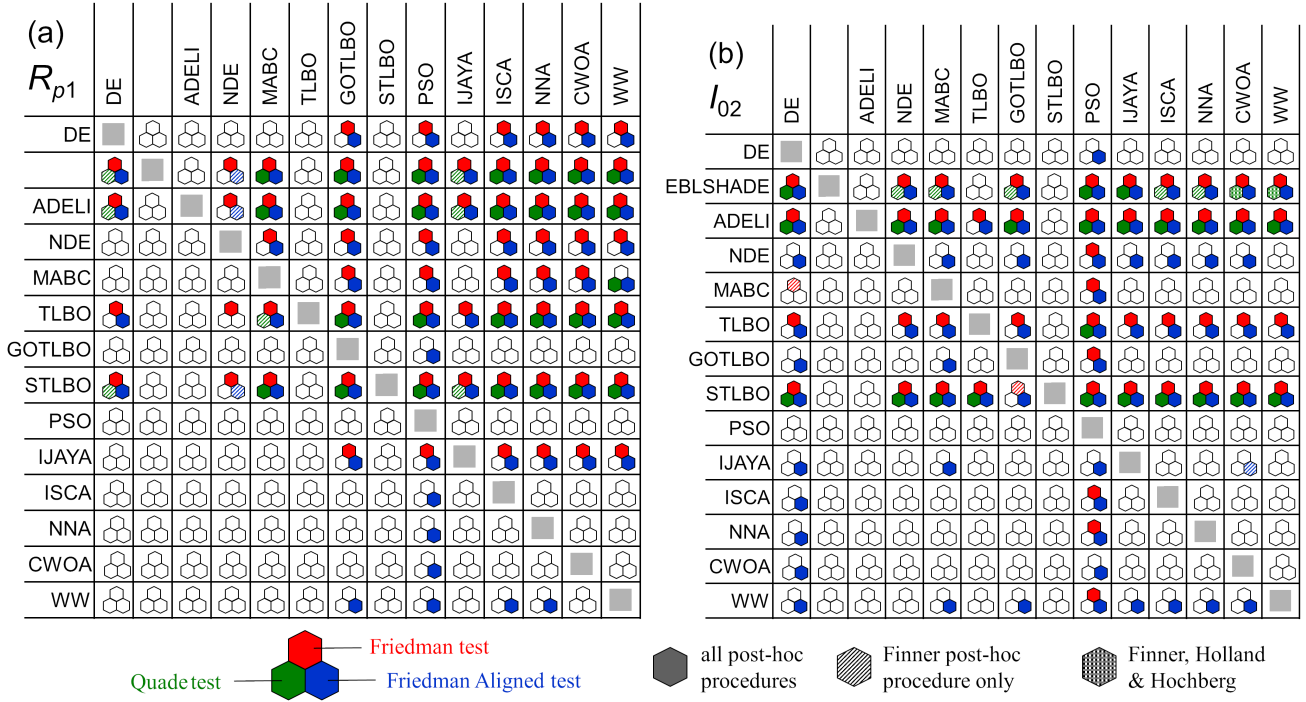 (a)
R_p1
DE
ADELI
NDE
MABC
TLBO
GOTLBO
STLBO
PSO
IJAYA
ISCA
NNA
CWOA
WW
DE
ADELI
NDE
MABC
TLBO
GOTLBO
STLBO
PSO
IJAYA
ISCA
NNA
CWOA
WW
(b)
I_02
DE
ADELI
NDE
MABC
TLBO
GOTLBO
STLBO
PSO
IJAYA
ISCA
NNA
CWOA
WW
DE
EBLSHADE
ADELI
NDE
MABC
TLBO
GOTLBO
STLBO
PSO
IJAYA
ISCA
NNA
CWOA
WW
Friedman test
Quade test
Friedman Aligned test
all post-hoc
procedures
Finner post-hoc
procedure only
Finner, Holland
& Hochberg